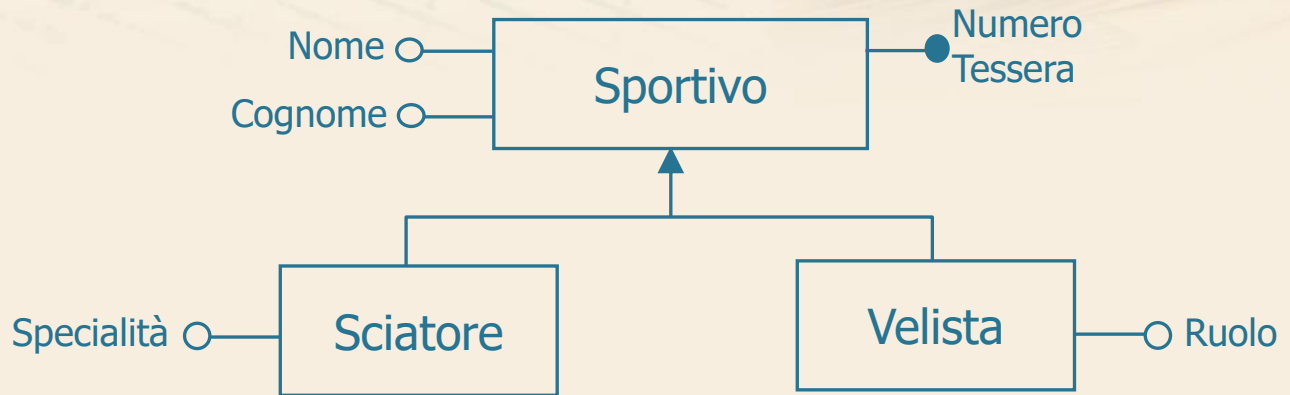 Nome
Cognome
Sportivo
Numero
Tessera
Specialità
Sciatore
Velista
Ruolo